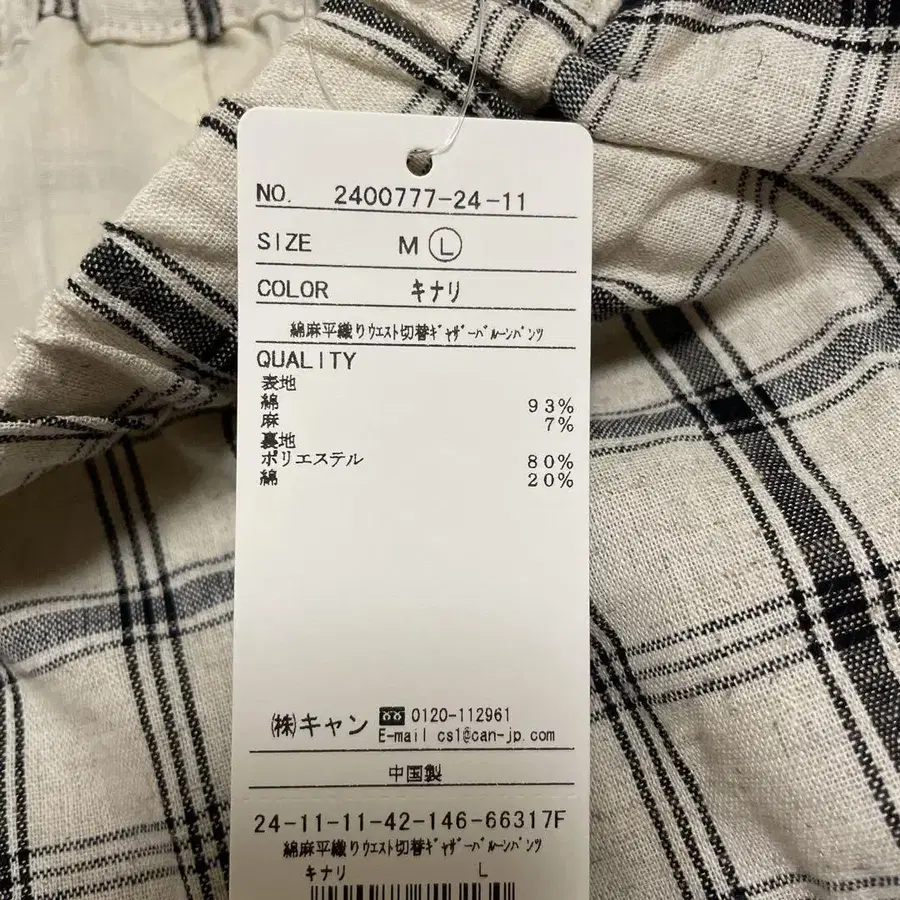 NO. 2400777-24-11
SIZE M Ⓛ
COLOR キナリ
綿麻平織りウエスト切替ギャザーバルーンパンツ
QUALITY
表地
綿 93%
麻 7%
裏地
ポリエステル 80%
綿 20%
㈱キャン 0120-112961
E-mail cs1@can-jp.com
中国製
24-11-11-42-146-66317F
綿麻平織りウエスト切替ギャザーバルーンパンツ
キナリ L